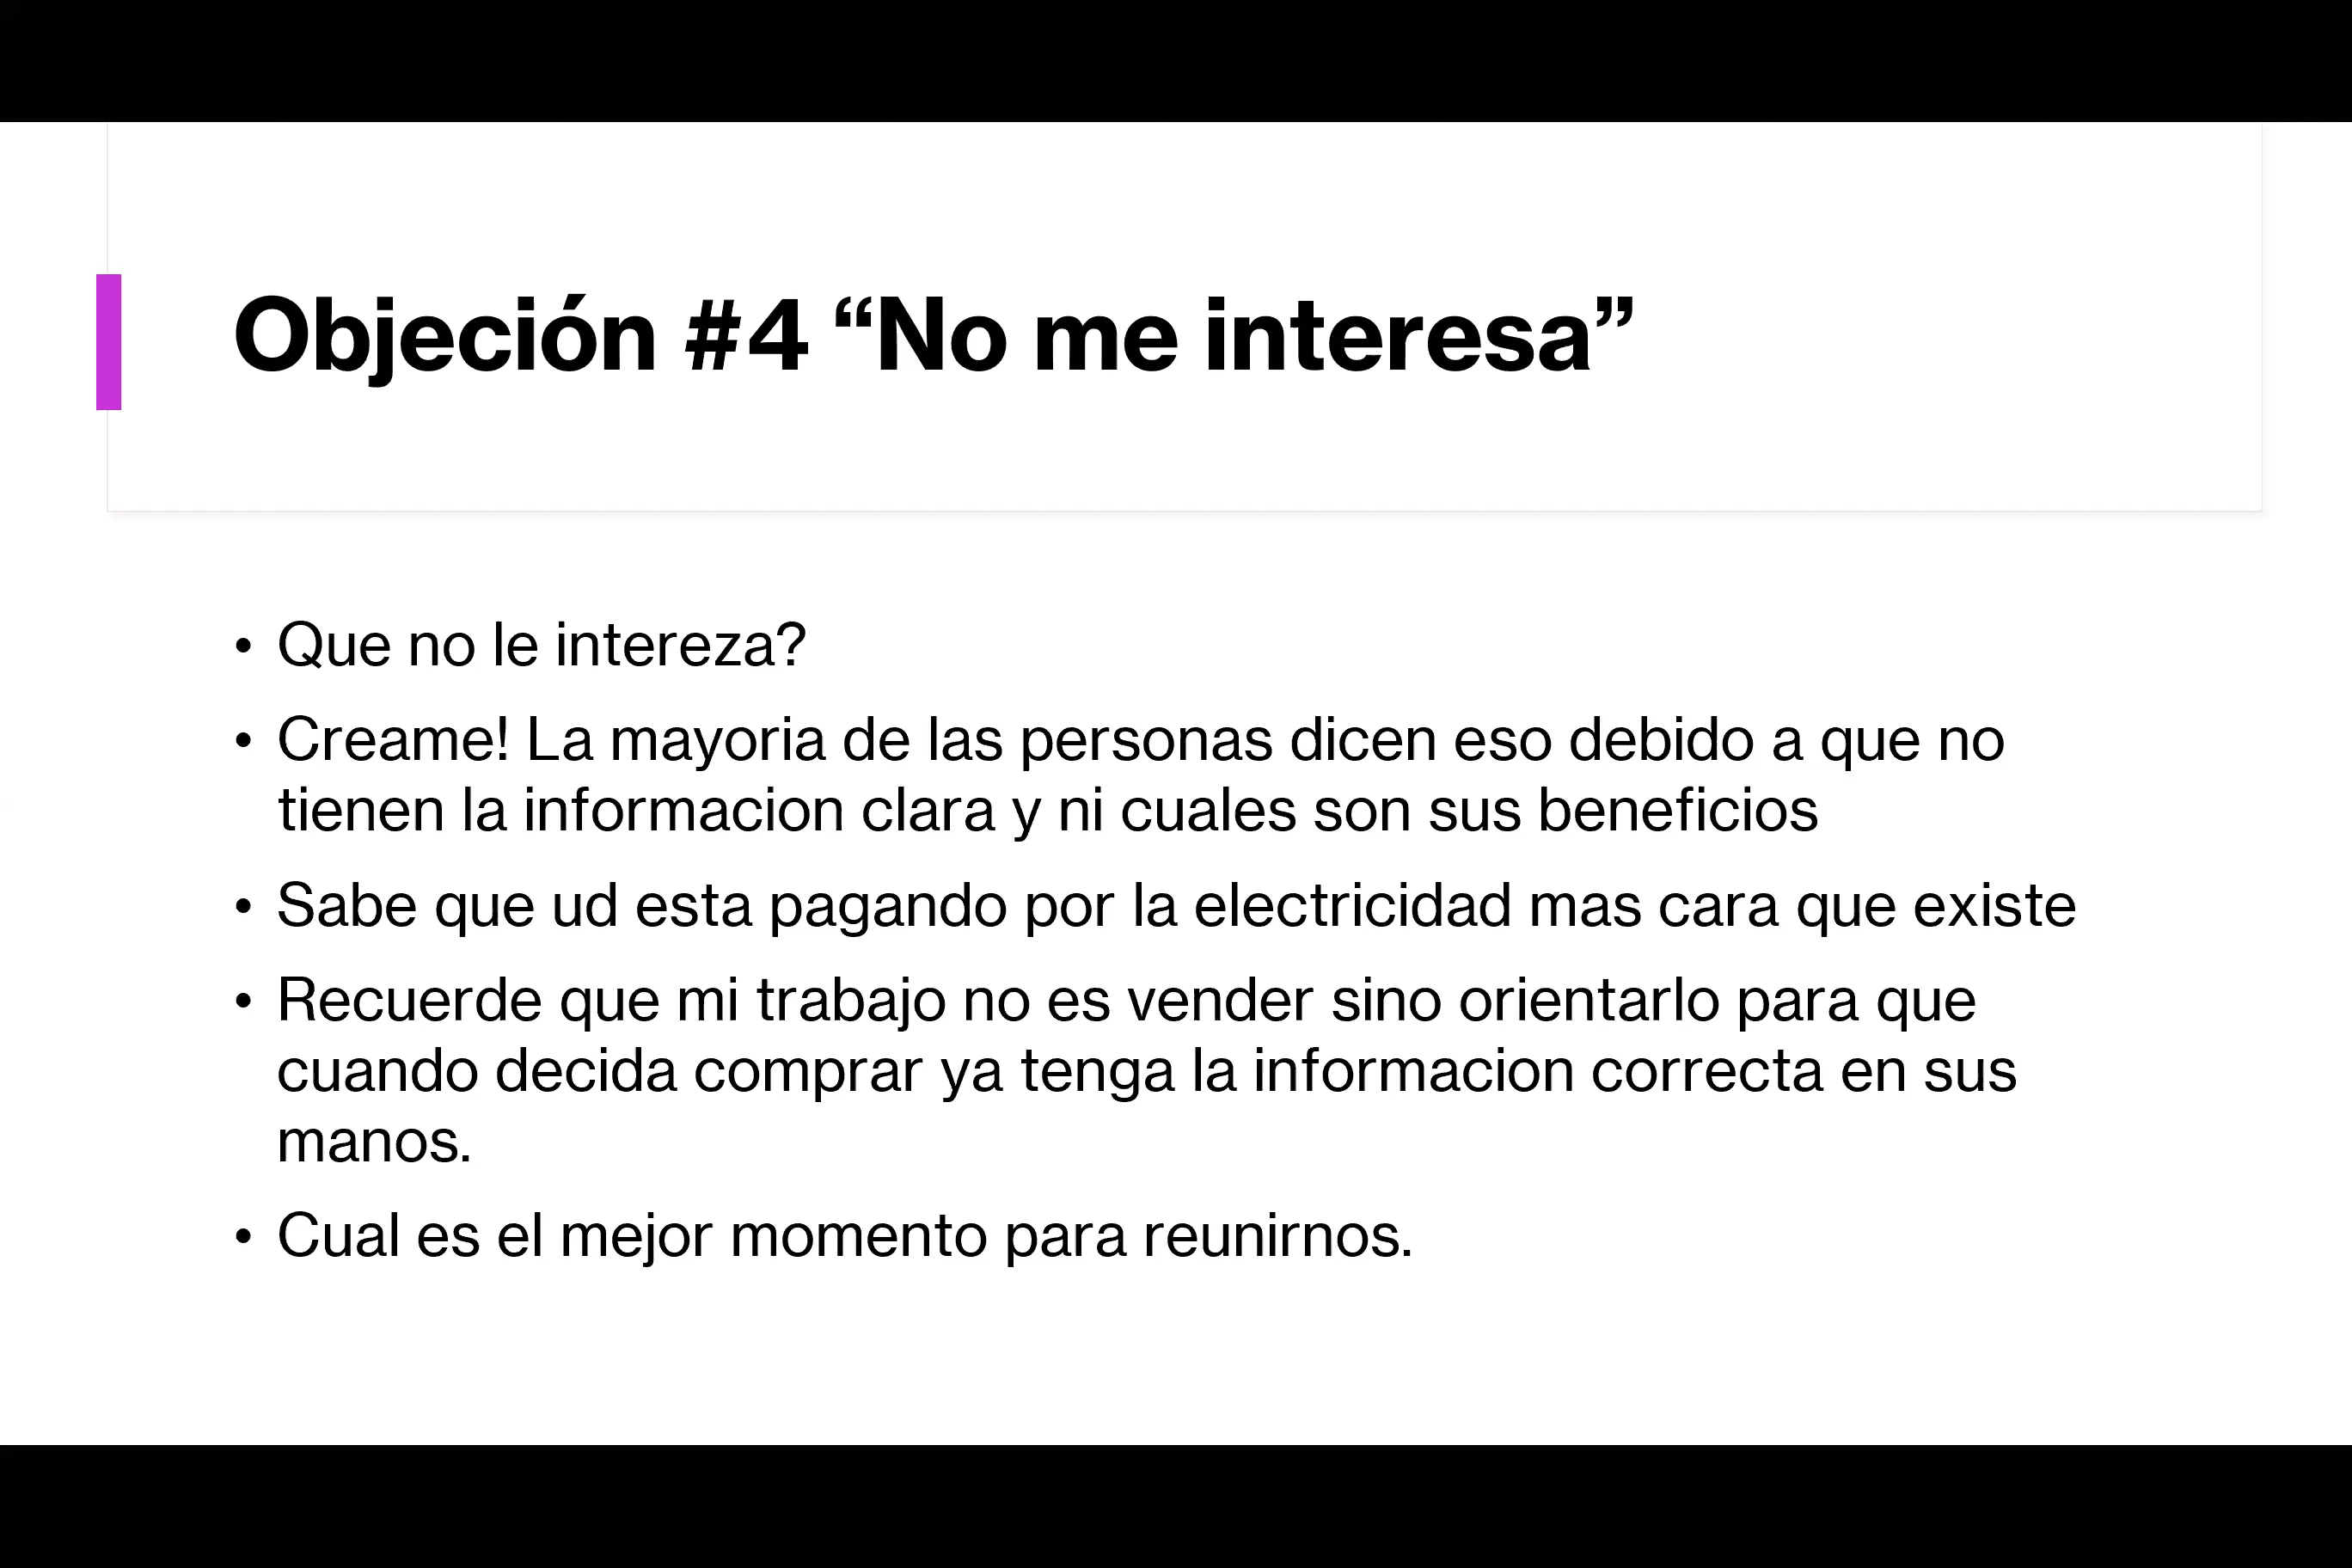 Objeción #4 “No me interesa”
• Que no le intereza?
• Creame! La mayoria de las personas dicen eso debido a que no
tienen la informacion clara y ni cuales son sus beneficios
• Sabe que ud esta pagando por la electricidad mas cara que existe
• Recuerde que mi trabajo no es vender sino orientarlo para que
cuando decida comprar ya tenga la informacion correcta en sus
manos.
• Cual es el mejor momento para reunirnos.